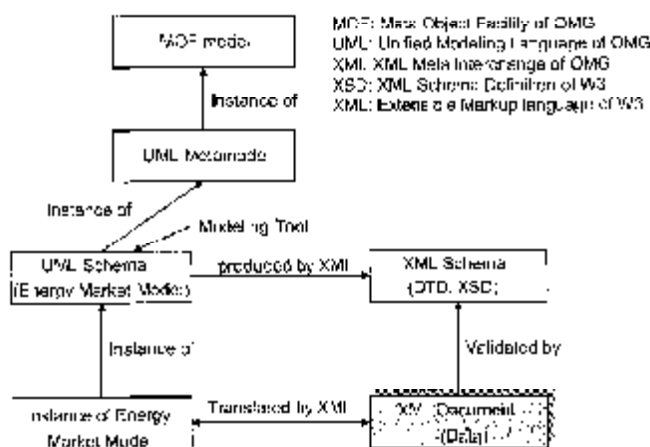 MOF model
MOF: Meta Object Facility of OMG
UML: Unified Modeling Language of OMG
XMI: XML Meta Interchange of OMG
XSD: XML Schema Definition of W3
XML: Extensible Markup language of W3
Instance of
UML Metamodel
Instance of
Modeling Tool
UML Schema
(Energy Market Model)
produced by XMI
XML Schema
(DTD, XSD)
Instance of
Validated by
Instance of Energy
Market Model
Translated by XMI
XML Document
(Data)